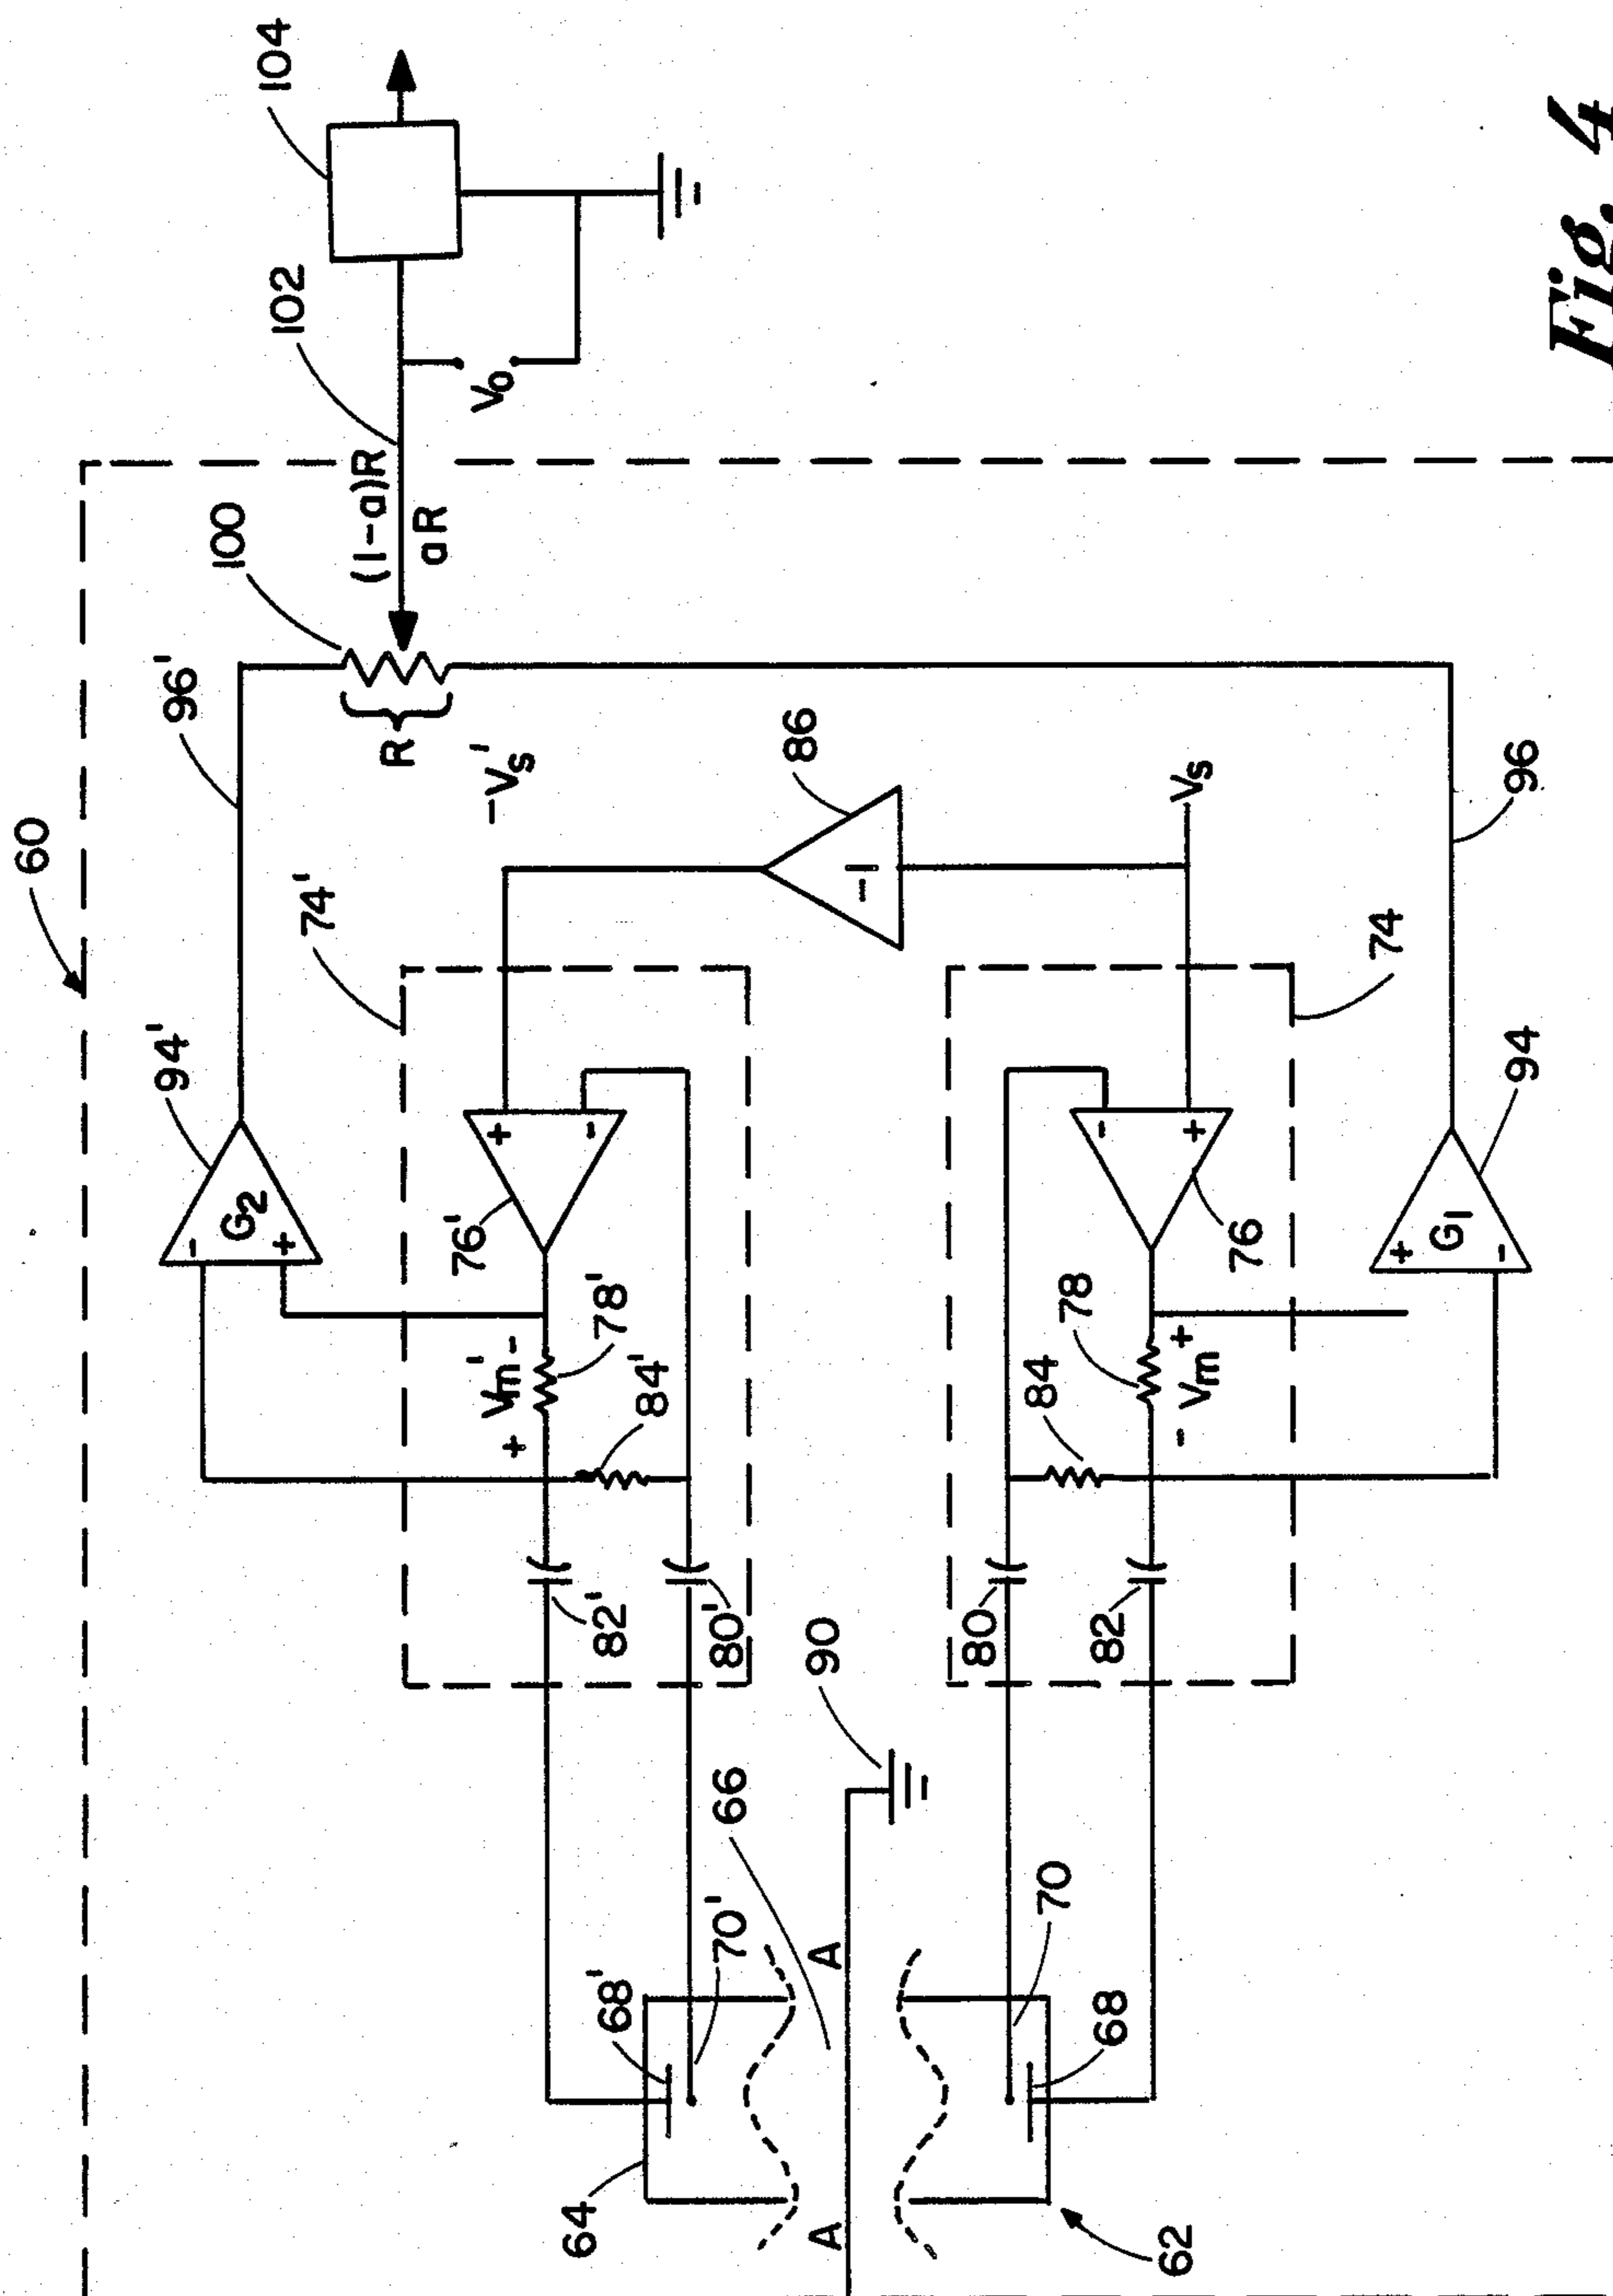 60
104
102
100
(1-a)R
aR
V₀
96'
R
-Vs'
86
-1
Vs
96
94'
G2
-
+
74'
76'
+
-
78'
+ Vm' -
84'
82'
80'
90
66
68'
70'
64
A
A
70
68
62
80
82
84
78
- Vm +
76
-
+
74
+
G1
-
94
Fig. 4